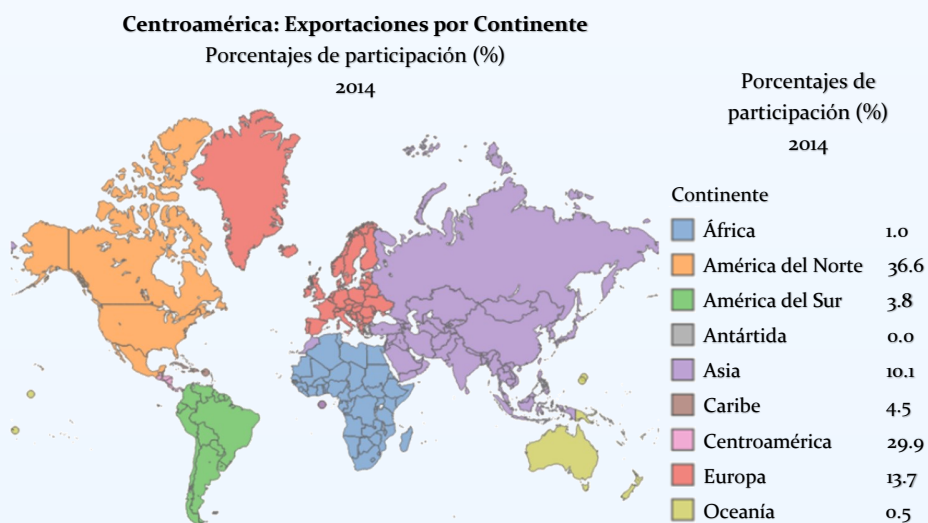 Centroamérica: Exportaciones por Continente
Porcentajes de participación (%)
2014
Porcentajes de
participación (%)
2014
Continente
África 1.0
América del Norte 36.6
América del Sur 3.8
Antártida 0.0
Asia 10.1
Caribe 4.5
Centroamérica 29.9
Europa 13.7
Oceanía 0.5